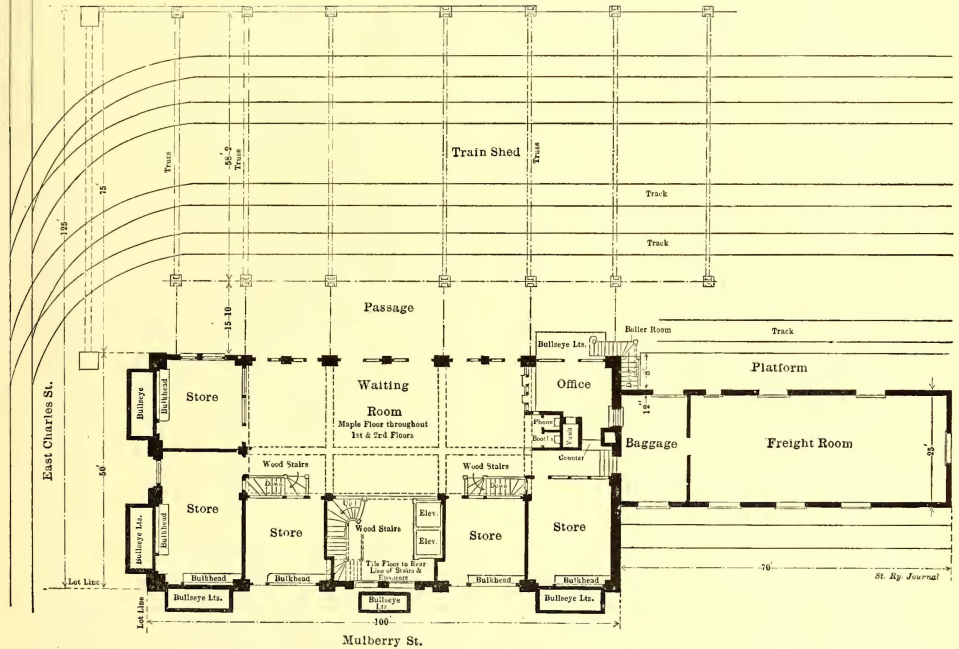 Truss
58-2
Truss
Train Shed
Truss
75'
125'
Track
Track
Passage
15-10
Boiler Room
Track
Bullseye Lts.
Down
8'
Platform
Store
Waiting
Room
Maple Floor throughout
1st & 2rd Floors
Office
Bullseye
Bulkhead
Phone
Booths
Vault
12"
Baggage
Freight Room
25'
Counter
East Charles St.
50'
Wood Stairs
Down
Wood Stairs
Down
Store
Store
Up
Wood Stairs
Elev.
Elev.
Store
Store
Bullseye Lts.
Bulkhead
Tile Floor to Rear
Line of Stairs &
Elevators
Bulkhead
Bulkhead
Bulkhead
Bulkhead
Lot Line
Bullseye Lts.
Bullseye
Lts.
Bullseye Lts.
70'
St. Ry. Journal
Lot Line
100'
Mulberry St.